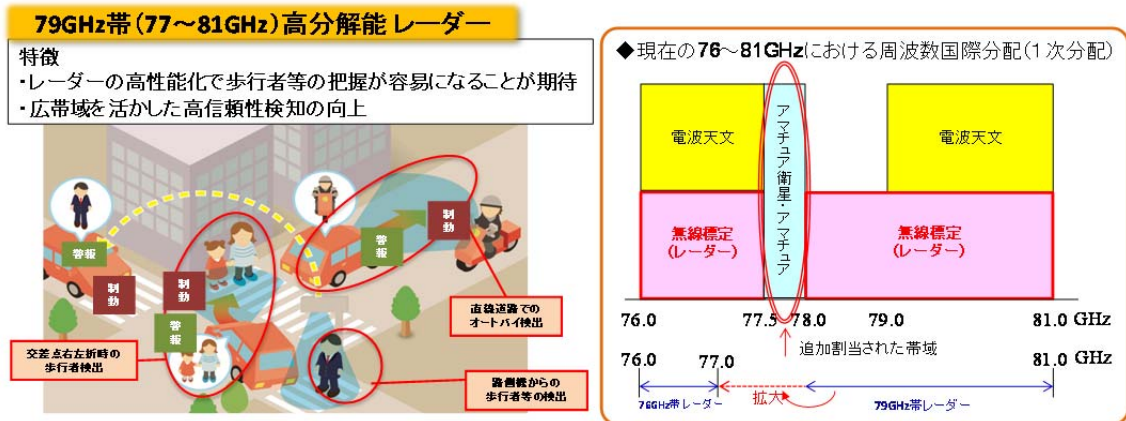 79GHz帯(77～81GHz)高分解能レーダー
特徴
・レーダーの高性能化で歩行者等の把握が容易になることが期待
・広帯域を活かした高信頼性検知の向上
警報
制動
制動
警報
警報
制動
交差点右左折時の
歩行者検出
直線道路での
オートバイ検出
路側機からの
歩行者等の検出
◆現在の76～81GHzにおける周波数国際分配(1次分配)
電波天文
アマチュア衛星・アマチュア
電波天文
無線標定
(レーダー)
無線標定
(レーダー)
76.0 77.5 78.0 79.0 81.0 GHz
追加割当された帯域
76.0 77.0 81.0 GHz
76GHz帯レーダー 拡大 79GHz帯レーダー